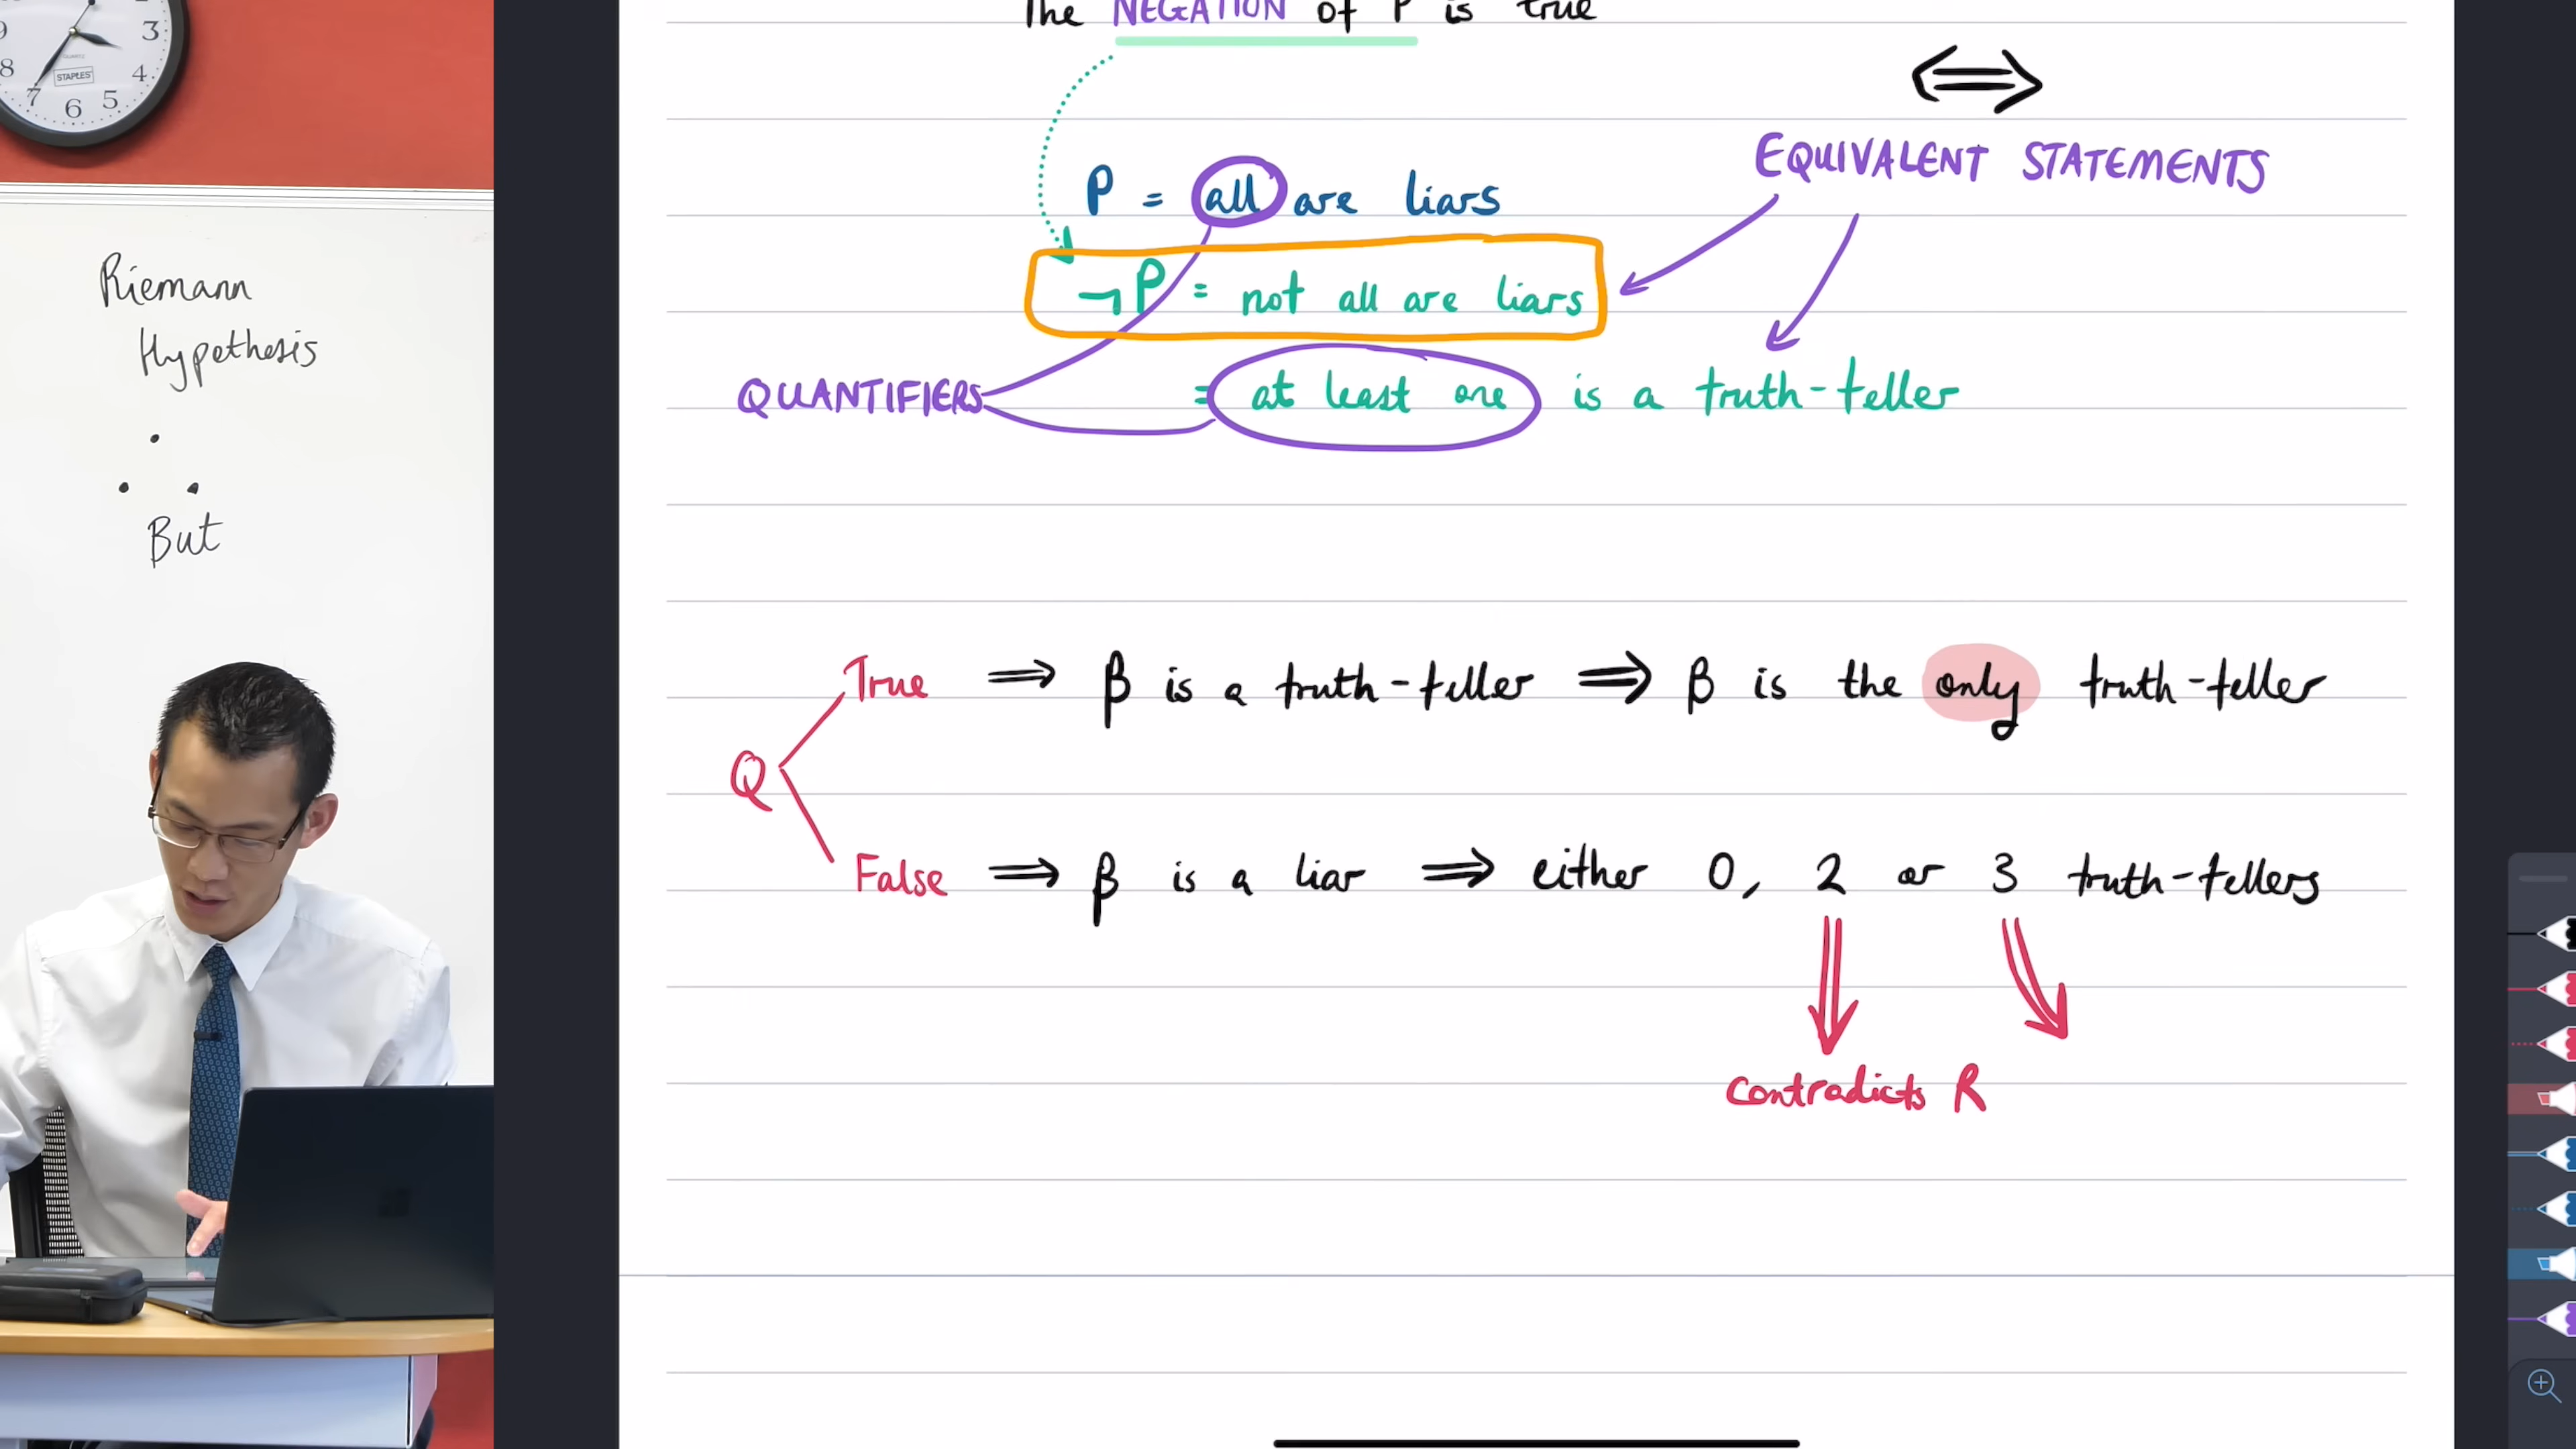 The NEGATION of P is true
⟺
EQUIVALENT STATEMENTS
P = all are liars
¬P = not all are liars
QUANTIFIERS
= at least one is a truth-teller
Q
True ⟹ β is a truth-teller ⟹ β is the only truth-teller
False ⟹ β is a liar ⟹ either 0, 2 or 3 truth-tellers
Contradicts R
Riemann
Hypothesis
∴
But
2
3
4
5
6
7
8
9
QUARTZ
STAPLES